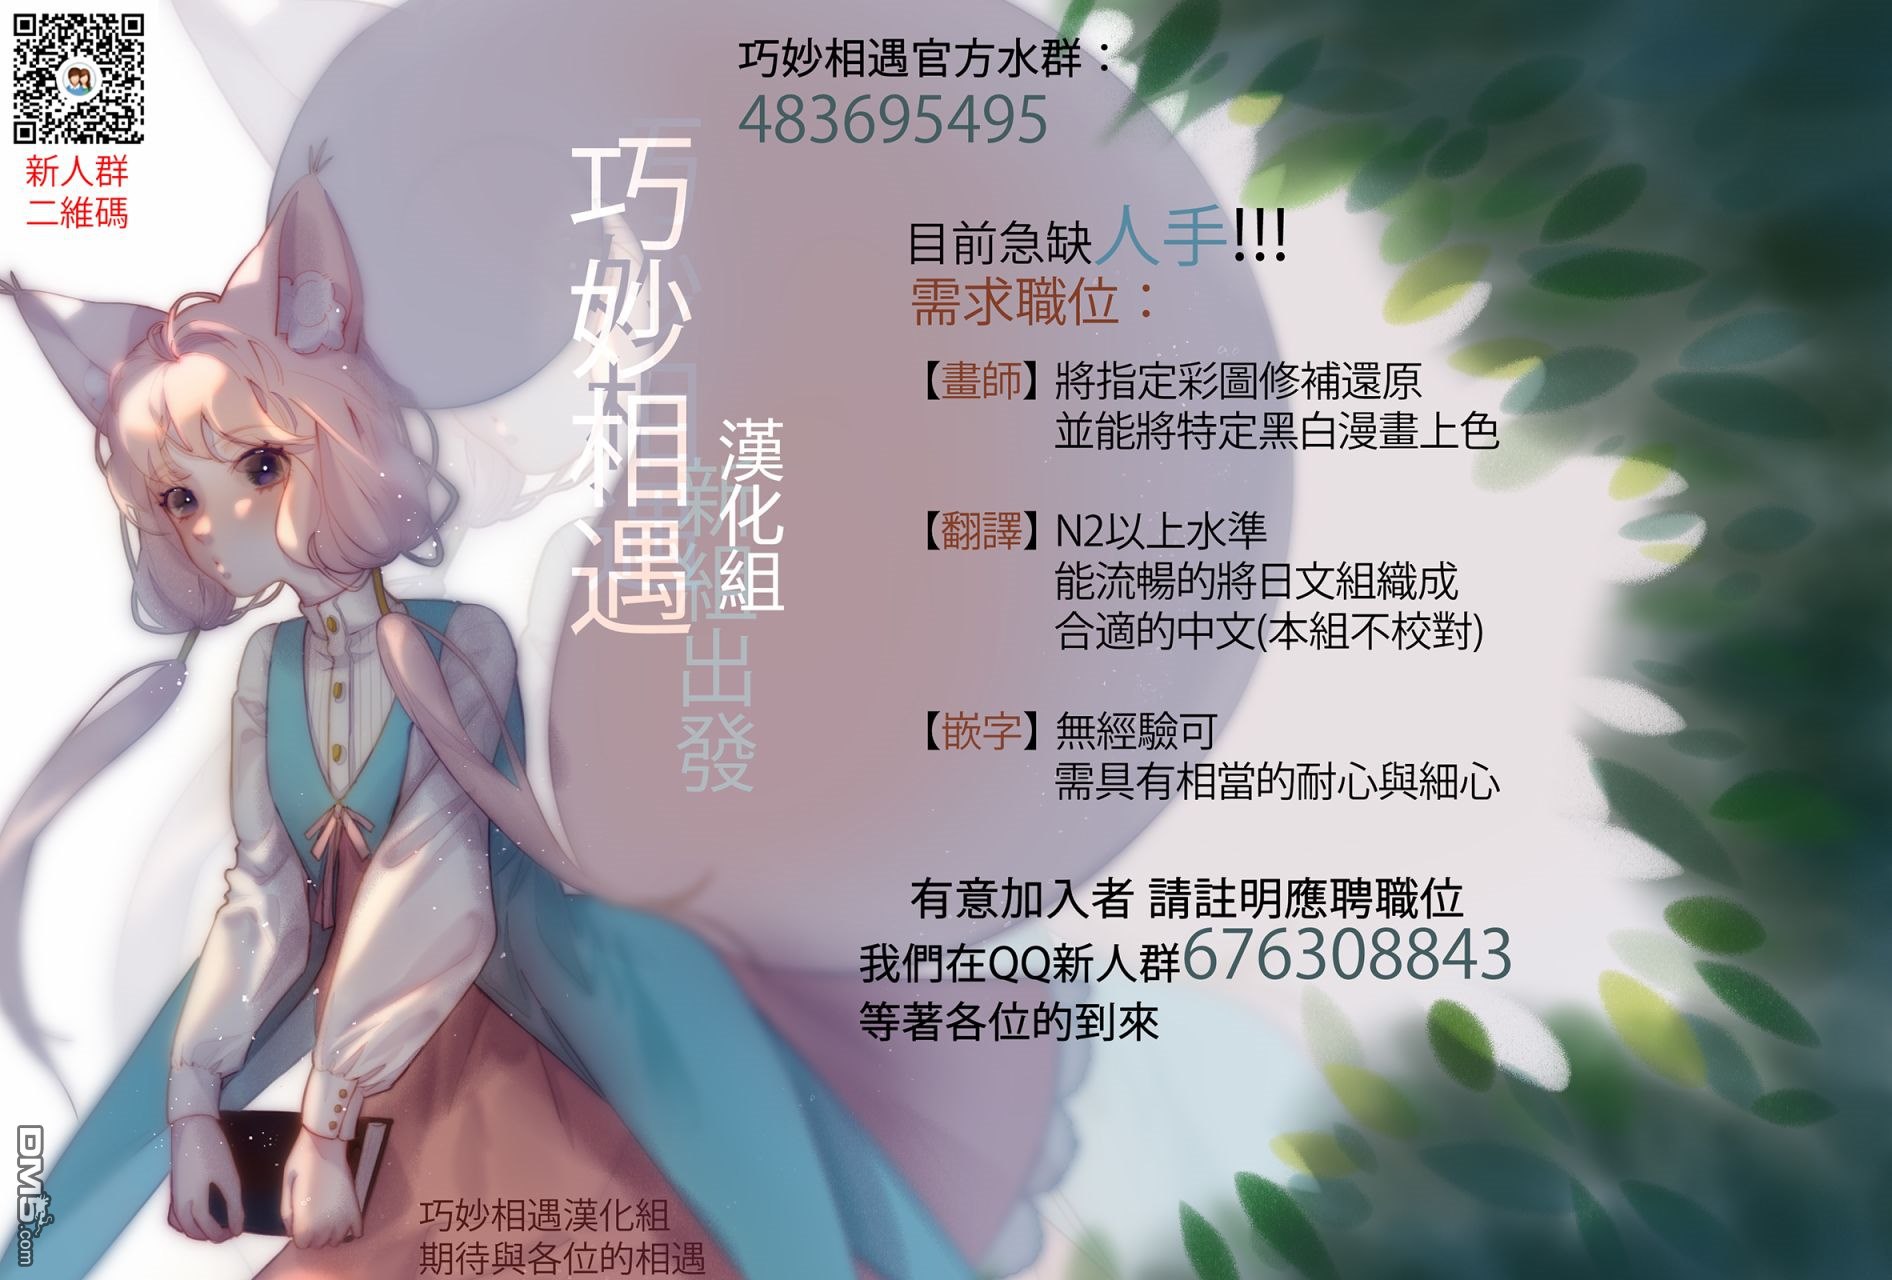 新人群
二維碼
巧妙相遇官方水群：
483695495
巧妙相遇
漢化組
新組出發
目前急缺人手!!!
需求職位：
【畫師】將指定彩圖修補還原
並能將特定黑白漫畫上色
【翻譯】N2以上水準
能流暢的將日文組織成
合適的中文(本組不校對)
【嵌字】無經驗可
需具有相當的耐心與細心
有意加入者 請註明應聘職位
我們在QQ新人群676308843
等著各位的到來
巧妙相遇漢化組
期待與各位的相遇
DM5.com